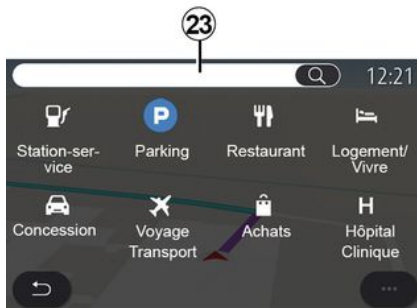 23
12:21
P
Station-ser-
vice
Parking
Restaurant
Logement/
Vivre
Concession
Voyage
Transport
Achats
H
Hôpital
Clinique